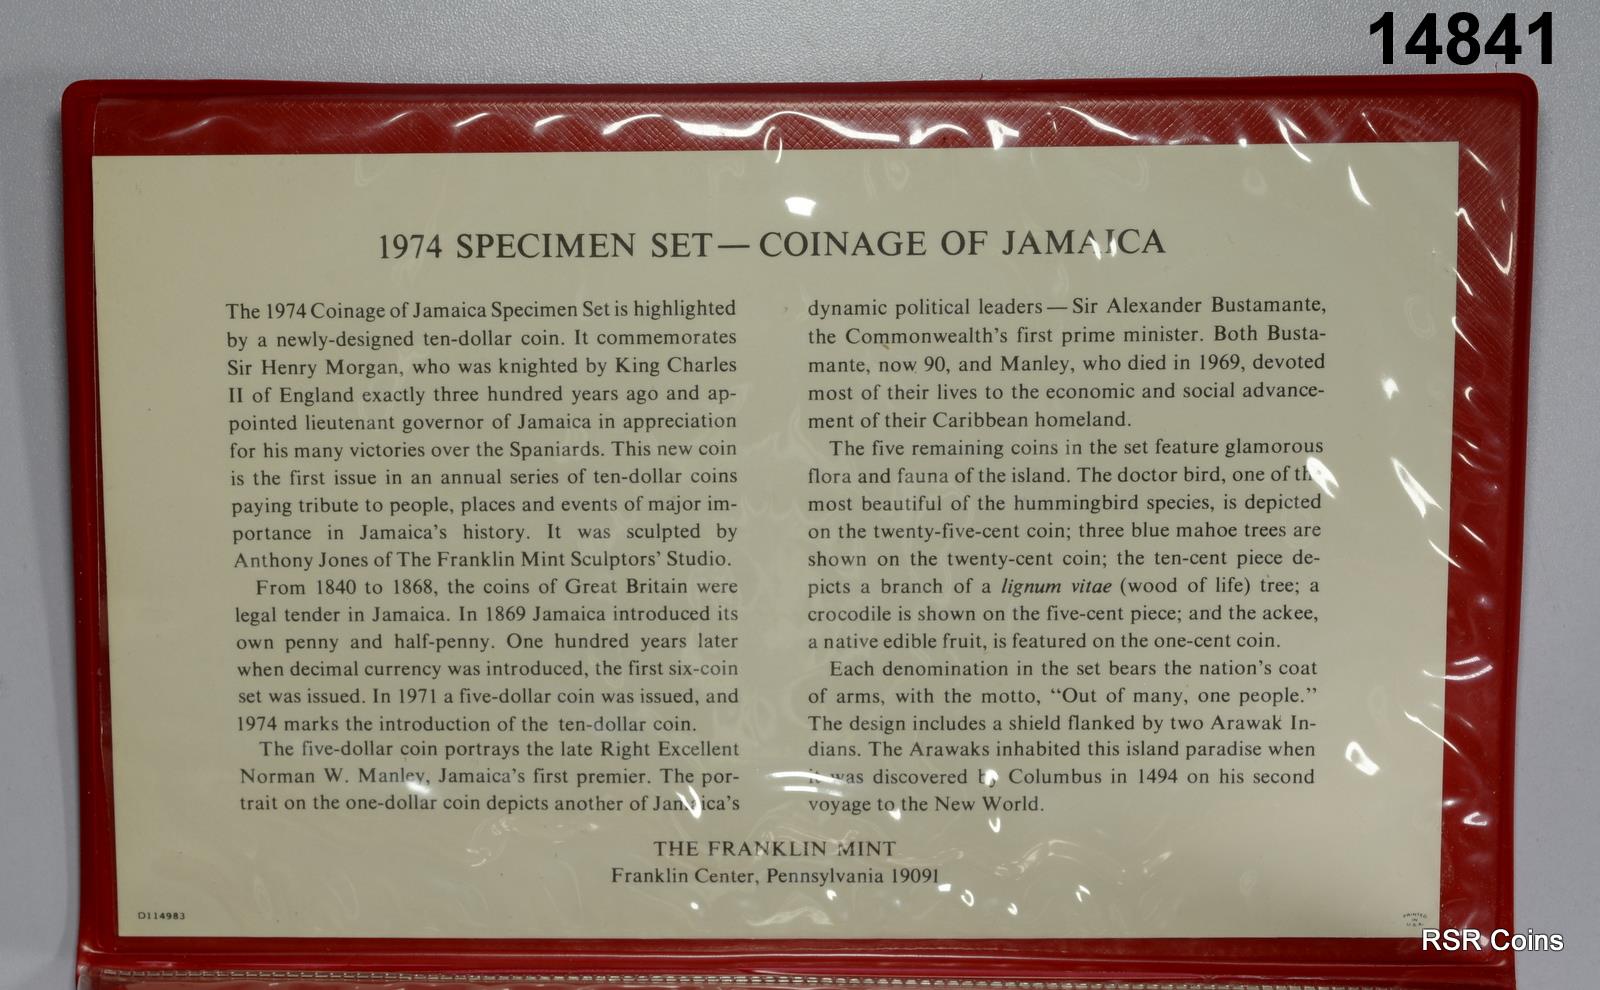 14841
1974 SPECIMEN SET—COINAGE OF JAMAICA
The 1974 Coinage of Jamaica Specimen Set is highlighted
by a newly-designed ten-dollar coin. It commemorates
Sir Henry Morgan, who was knighted by King Charles
II of England exactly three hundred years ago and ap-
pointed lieutenant governor of Jamaica in appreciation
for his many victories over the Spaniards. This new coin
is the first issue in an annual series of ten-dollar coins
paying tribute to people, places and events of major im-
portance in Jamaica's history. It was sculpted by
Anthony Jones of The Franklin Mint Sculptors' Studio.
From 1840 to 1868, the coins of Great Britain were
legal tender in Jamaica. In 1869 Jamaica introduced its
own penny and half-penny. One hundred years later
when decimal currency was introduced, the first six-coin
set was issued. In 1971 a five-dollar coin was issued, and
1974 marks the introduction of the ten-dollar coin.
The five-dollar coin portrays the late Right Excellent
Norman W. Manley, Jamaica's first premier. The por-
trait on the one-dollar coin depicts another of Jamaica's
dynamic political leaders—Sir Alexander Bustamante,
the Commonwealth's first prime minister. Both Busta-
mante, now 90, and Manley, who died in 1969, devoted
most of their lives to the economic and social advance-
ment of their Caribbean homeland.
The five remaining coins in the set feature glamorous
flora and fauna of the island. The doctor bird, one of the
most beautiful of the hummingbird species, is depicted
on the twenty-five-cent coin; three blue mahoe trees are
shown on the twenty-cent coin; the ten-cent piece de-
picts a branch of a lignum vitae (wood of life) tree; a
crocodile is shown on the five-cent piece; and the ackee,
a native edible fruit, is featured on the one-cent coin.
Each denomination in the set bears the nation's coat
of arms, with the motto, "Out of many, one people."
The design includes a shield flanked by two Arawak In-
dians. The Arawaks inhabited this island paradise when
it was discovered by Columbus in 1494 on his second
voyage to the New World.
THE FRANKLIN MINT
Franklin Center, Pennsylvania 19091
D114983
PRINTED
IN
U.S.A.
RSR Coins